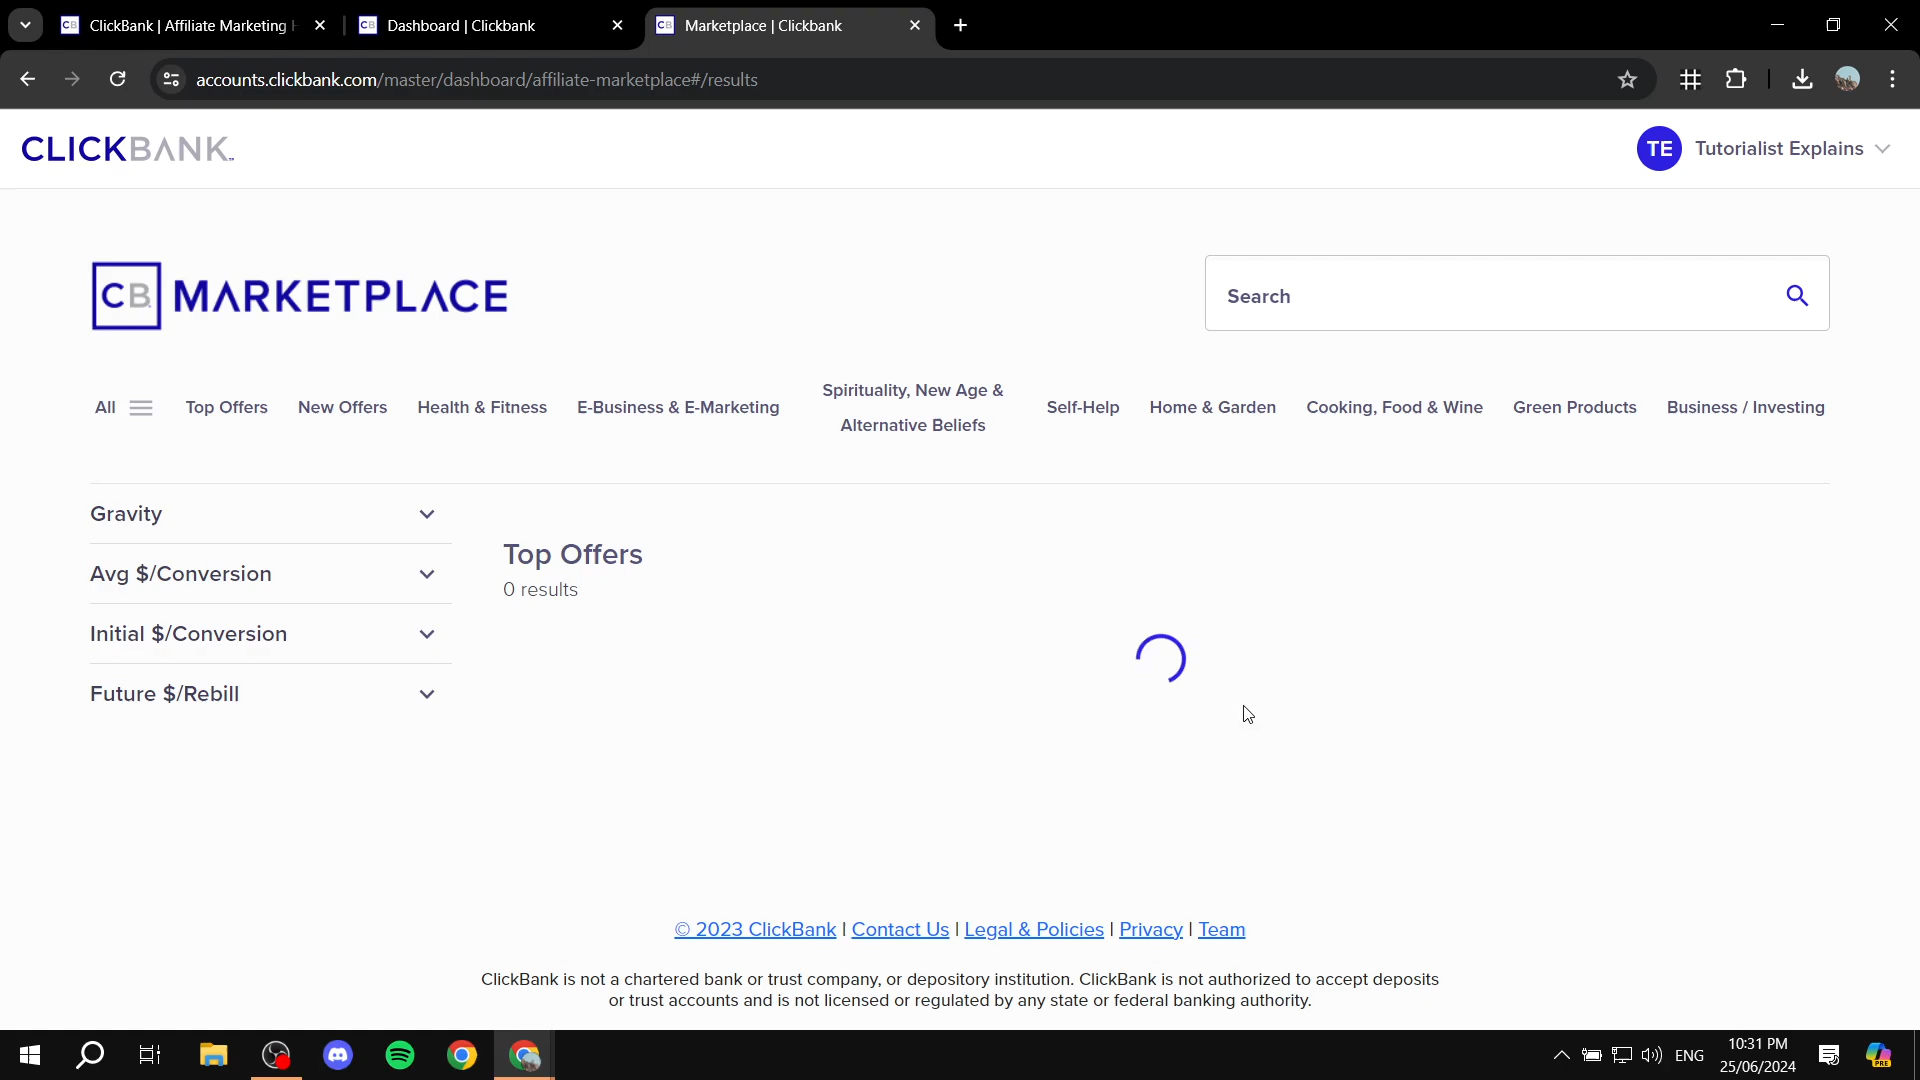 ClickBank | Affiliate Marketing
Dashboard | Clickbank
Marketplace | Clickbank
accounts.clickbank.com/master/dashboard/affiliate-marketplace#/results
CLICKBANK
TE
Tutorialist Explains
CB MARKETPLACE
Search
All
Top Offers
New Offers
Health & Fitness
E-Business & E-Marketing
Spirituality, New Age &
Alternative Beliefs
Self-Help
Home & Garden
Cooking, Food & Wine
Green Products
Business / Investing
Gravity
Avg $/Conversion
Initial $/Conversion
Future $/Rebill
Top Offers
0 results
© 2023 ClickBank | Contact Us | Legal & Policies | Privacy | Team
ClickBank is not a chartered bank or trust company, or depository institution. ClickBank is not authorized to accept deposits
or trust accounts and is not licensed or regulated by any state or federal banking authority.
ENG
10:31 PM
25/06/2024
PRE